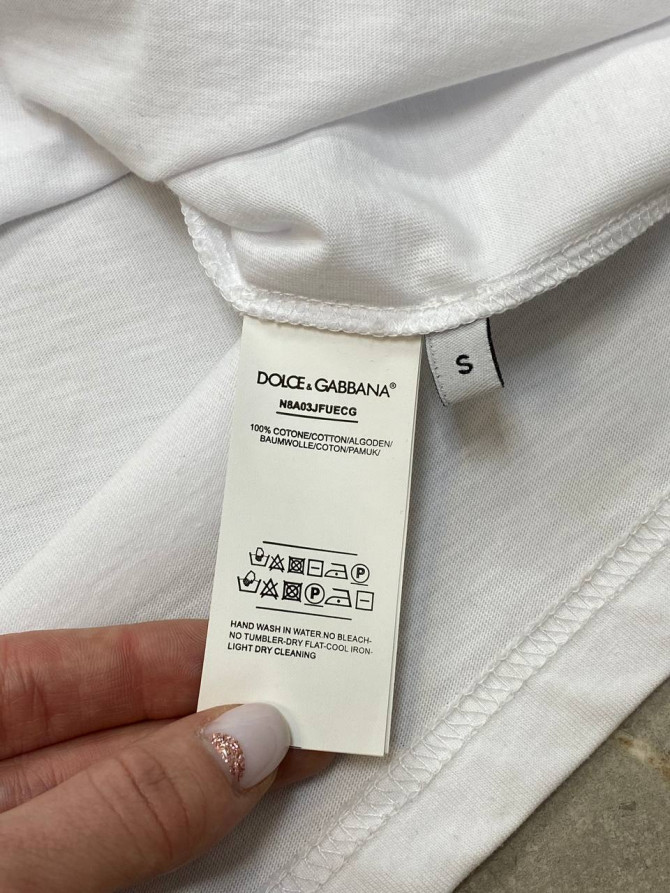 DOLCE & GABBANA®
N8A03JFUECG
100% COTONE/COTTON/ALGODEN/
BAUMWOLLE/COTON/PAMUK/
S
P
P
HAND WASH IN WATER.NO BLEACH-
NO TUMBLER-DRY FLAT-COOL IRON-
LIGHT DRY CLEANING